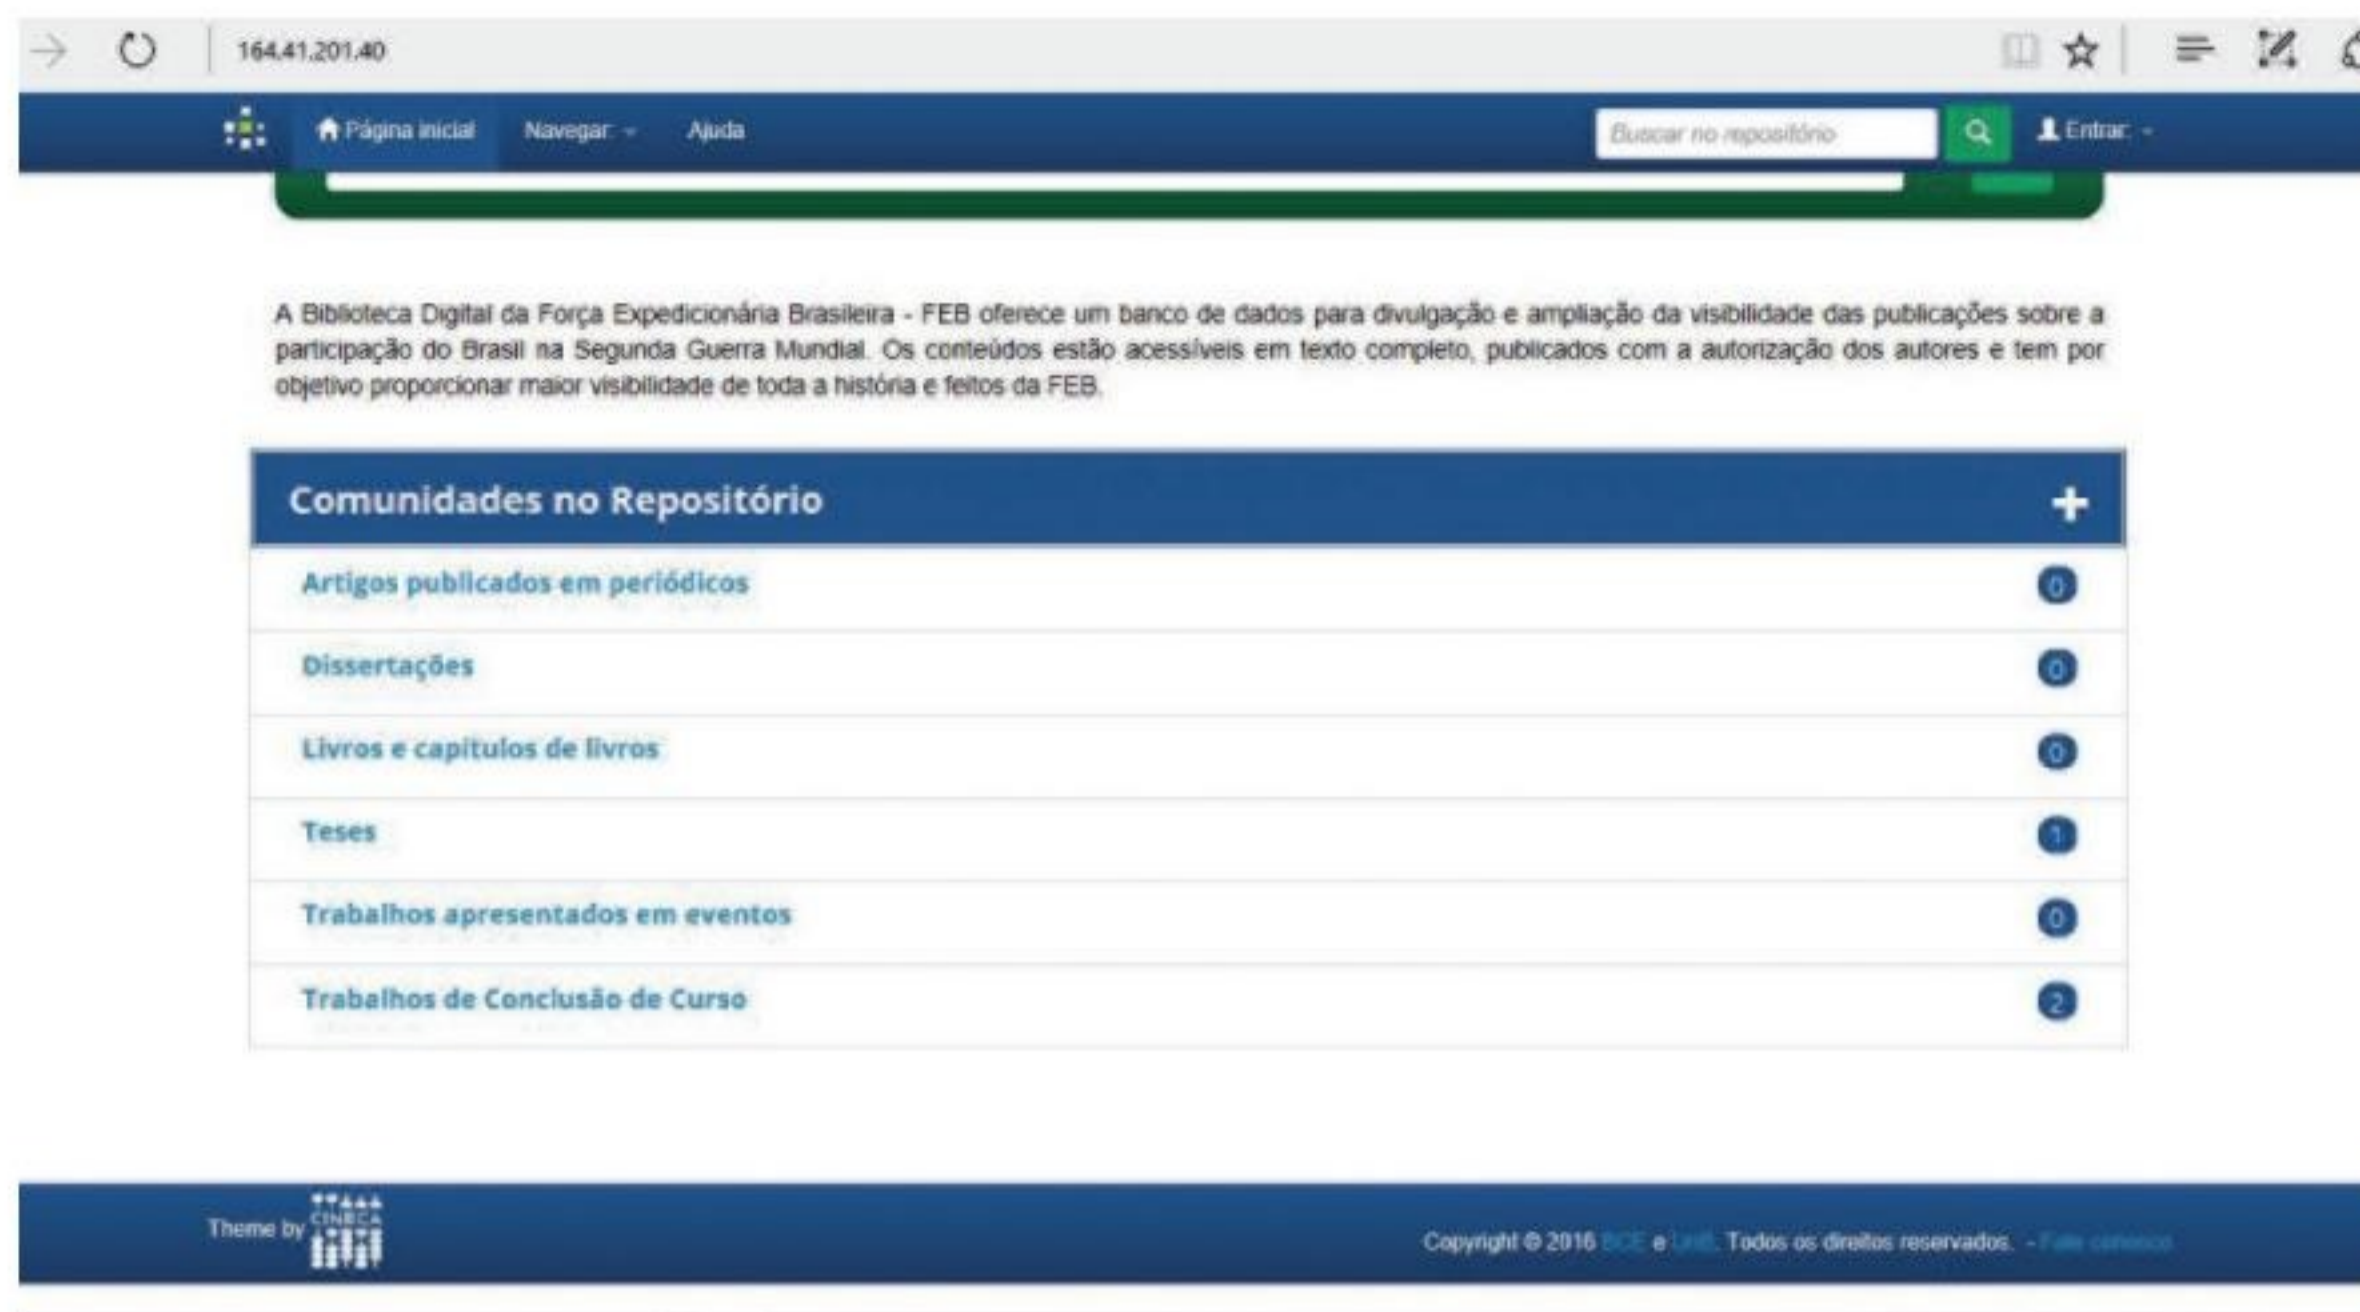 164.41.201.40
Página inicial Navegar Ajuda Buscar no repositório Entrar:
A Biblioteca Digital da Força Expedicionária Brasileira - FEB oferece um banco de dados para divulgação e ampliação da visibilidade das publicações sobre a
participação do Brasil na Segunda Guerra Mundial. Os conteúdos estão acessíveis em texto completo, publicados com a autorização dos autores e tem por
objetivo proporcionar maior visibilidade de toda a história e feitos da FEB.
Comunidades no Repositório
Artigos publicados em periódicos 0
Dissertações 0
Livros e capítulos de livros 0
Teses 1
Trabalhos apresentados em eventos 0
Trabalhos de Conclusão de Curso 2
Theme by CINECA
Copyright © 2016 BCE e UnB. Todos os direitos reservados. - Fale conosco